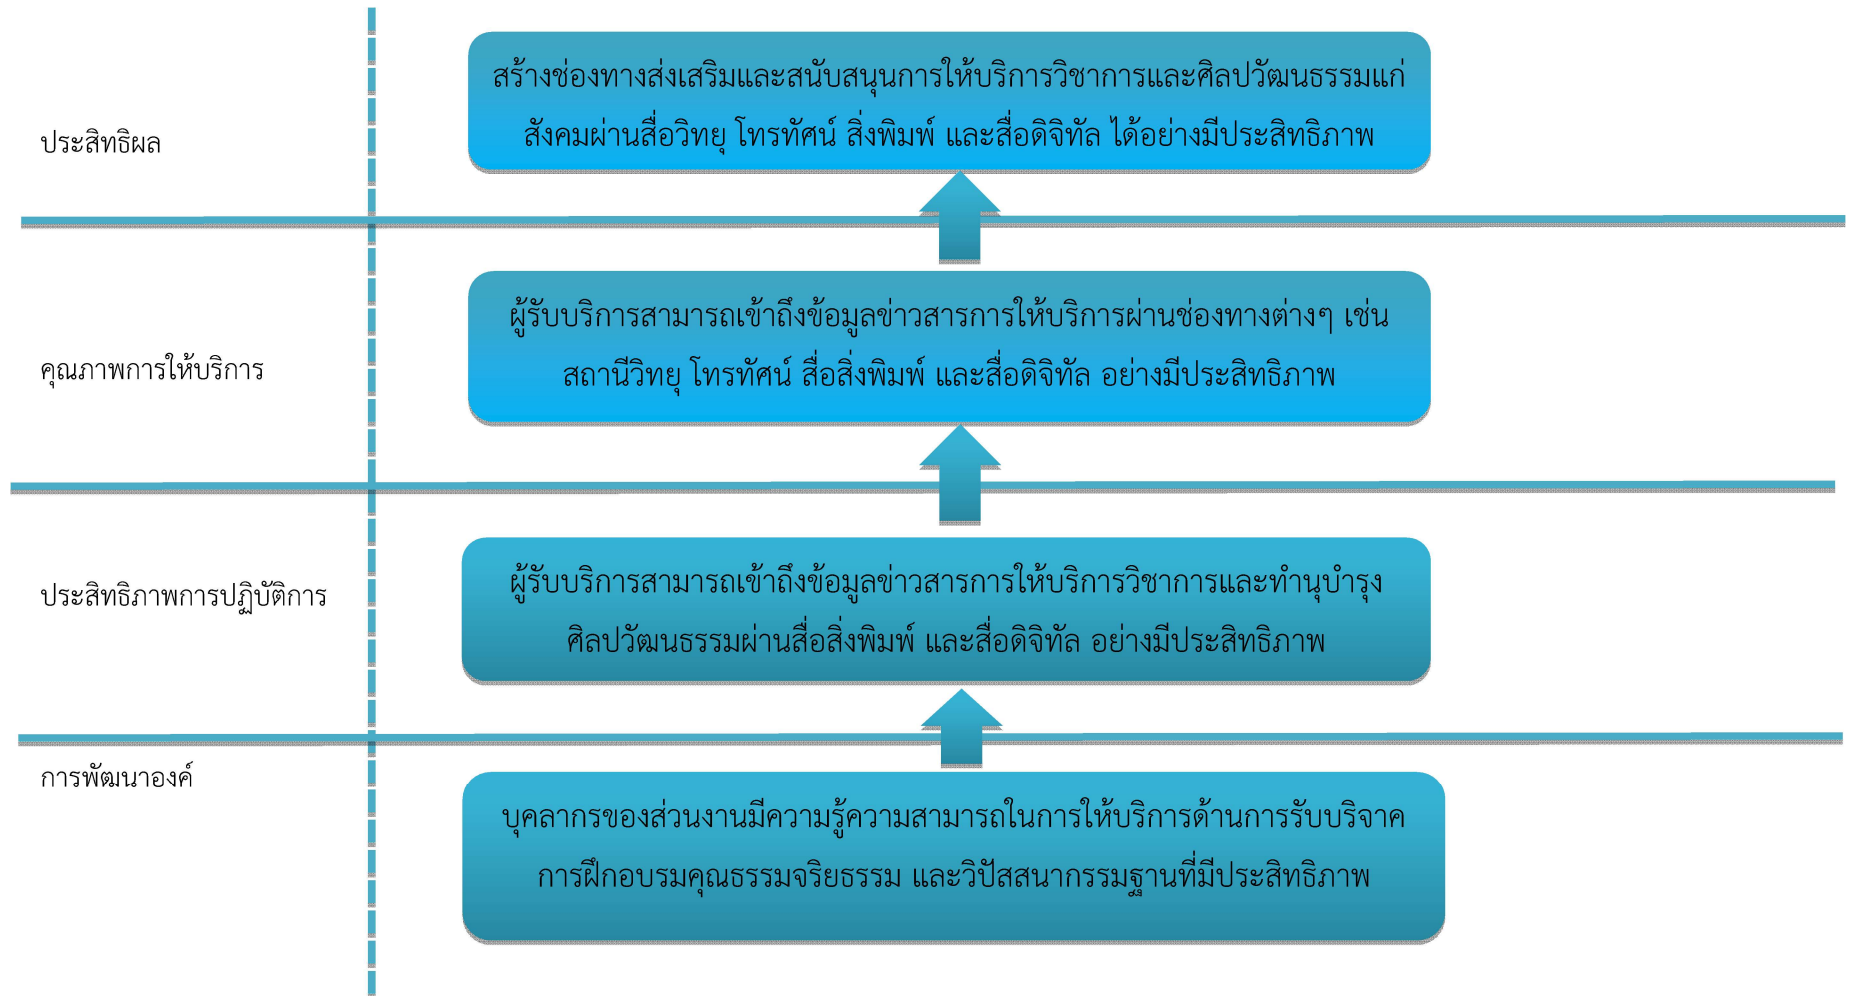 ประสิทธิผล
สร้างช่องทางส่งเสริมและสนับสนุนการให้บริการวิชาการและศิลปวัฒนธรรมแก่
สังคมผ่านสื่อวิทยุ โทรทัศน์ สิ่งพิมพ์ และสื่อดิจิทัล ได้อย่างมีประสิทธิภาพ
คุณภาพการให้บริการ
ผู้รับบริการสามารถเข้าถึงข้อมูลข่าวสารการให้บริการผ่านช่องทางต่างๆ เช่น
สถานีวิทยุ โทรทัศน์ สื่อสิ่งพิมพ์ และสื่อดิจิทัล อย่างมีประสิทธิภาพ
ประสิทธิภาพการปฏิบัติการ
ผู้รับบริการสามารถเข้าถึงข้อมูลข่าวสารการให้บริการวิชาการและทำนุบำรุง
ศิลปวัฒนธรรมผ่านสื่อสิ่งพิมพ์ และสื่อดิจิทัล อย่างมีประสิทธิภาพ
การพัฒนาองค์
บุคลากรของส่วนงานมีความรู้ความสามารถในการให้บริการด้านการรับบริจาค
การฝึกอบรมคุณธรรมจริยธรรม และวิปัสสนากรรมฐานที่มีประสิทธิภาพ